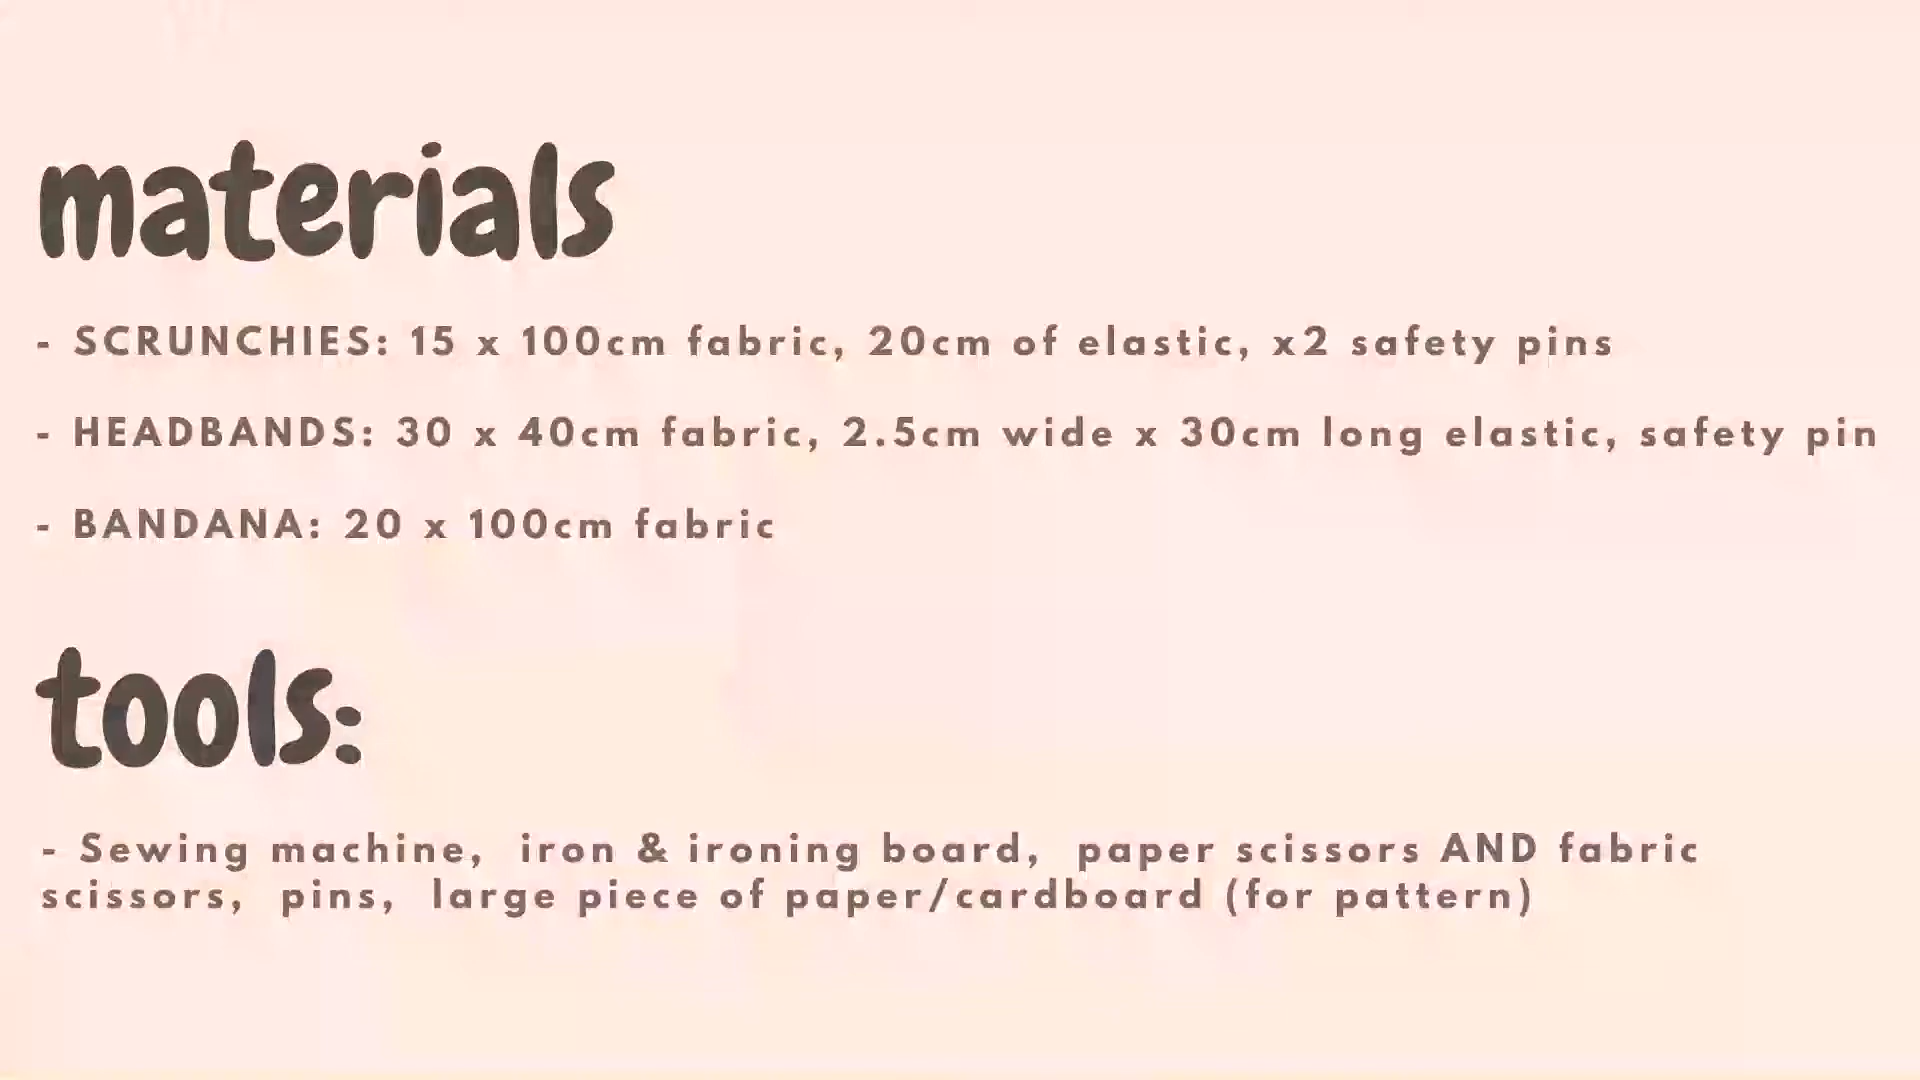 materials
- SCRUNCHIES: 15 x 100cm fabric, 20cm of elastic, x2 safety pins
- HEADBANDS: 30 x 40cm fabric, 2.5cm wide x 30cm long elastic, safety pin
- BANDANA: 20 x 100cm fabric
tools:
- Sewing machine, iron & ironing board, paper scissors AND fabric
scissors, pins, large piece of paper/cardboard (for pattern)